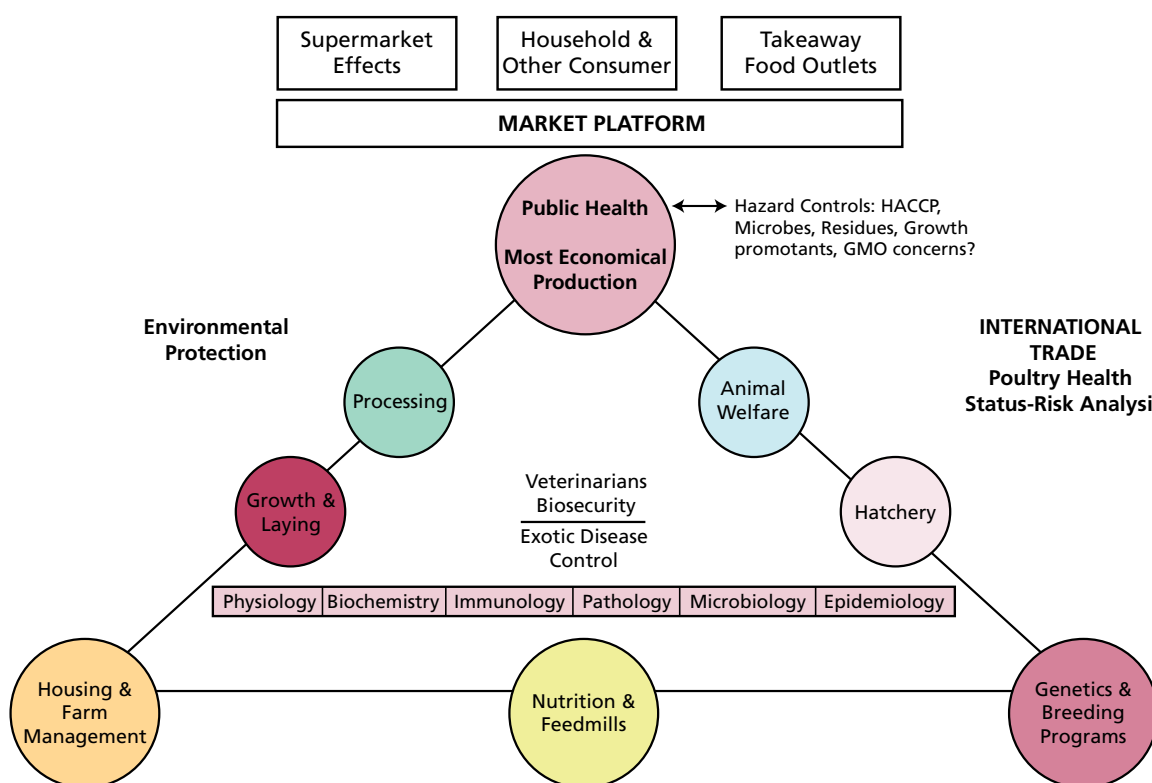 Supermarket
Effects
Household &
Other Consumer
Takeaway
Food Outlets
MARKET PLATFORM
Public Health
Most Economical
Production
Hazard Controls: HACCP,
Microbes, Residues, Growth
promotants, GMO concerns?
Environmental
Protection
INTERNATIONAL
TRADE
Poultry Health
Status-Risk Analysi
Processing
Animal
Welfare
Growth &
Laying
Veterinarians
Biosecurity
Exotic Disease
Control
Hatchery
Physiology Biochemistry Immunology Pathology Microbiology Epidemiology
Housing &
Farm
Management
Nutrition &
Feedmills
Genetics &
Breeding
Programs